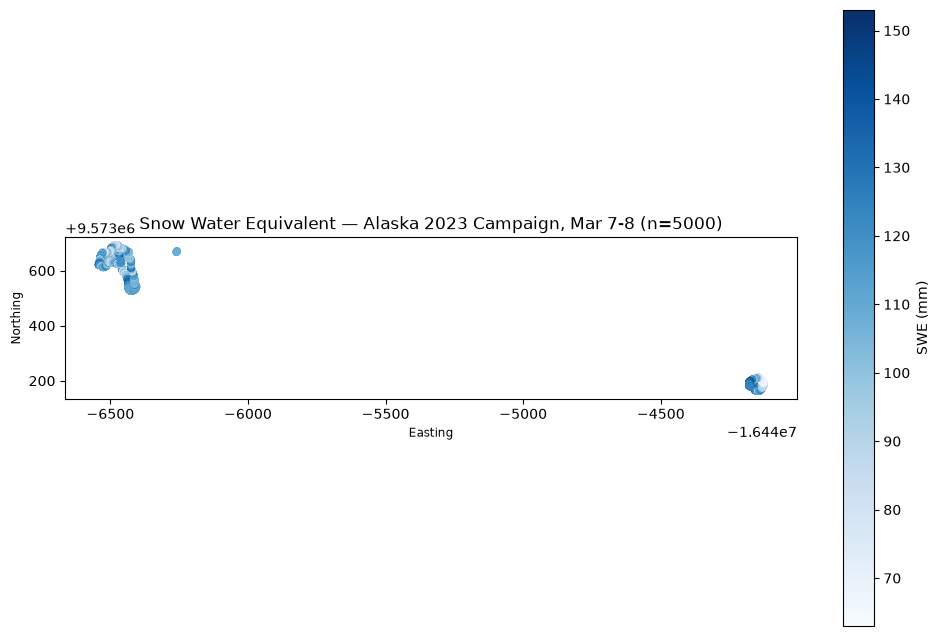 Snow Water Equivalent — Alaska 2023 Campaign, Mar 7-8 (n=5000)
+9.573e6
600
400
200
Northing
−6500 −6000 −5500 −5000 −4500
Easting
−1.644e7
150
140
130
120
110
100
90
80
70
SWE (mm)